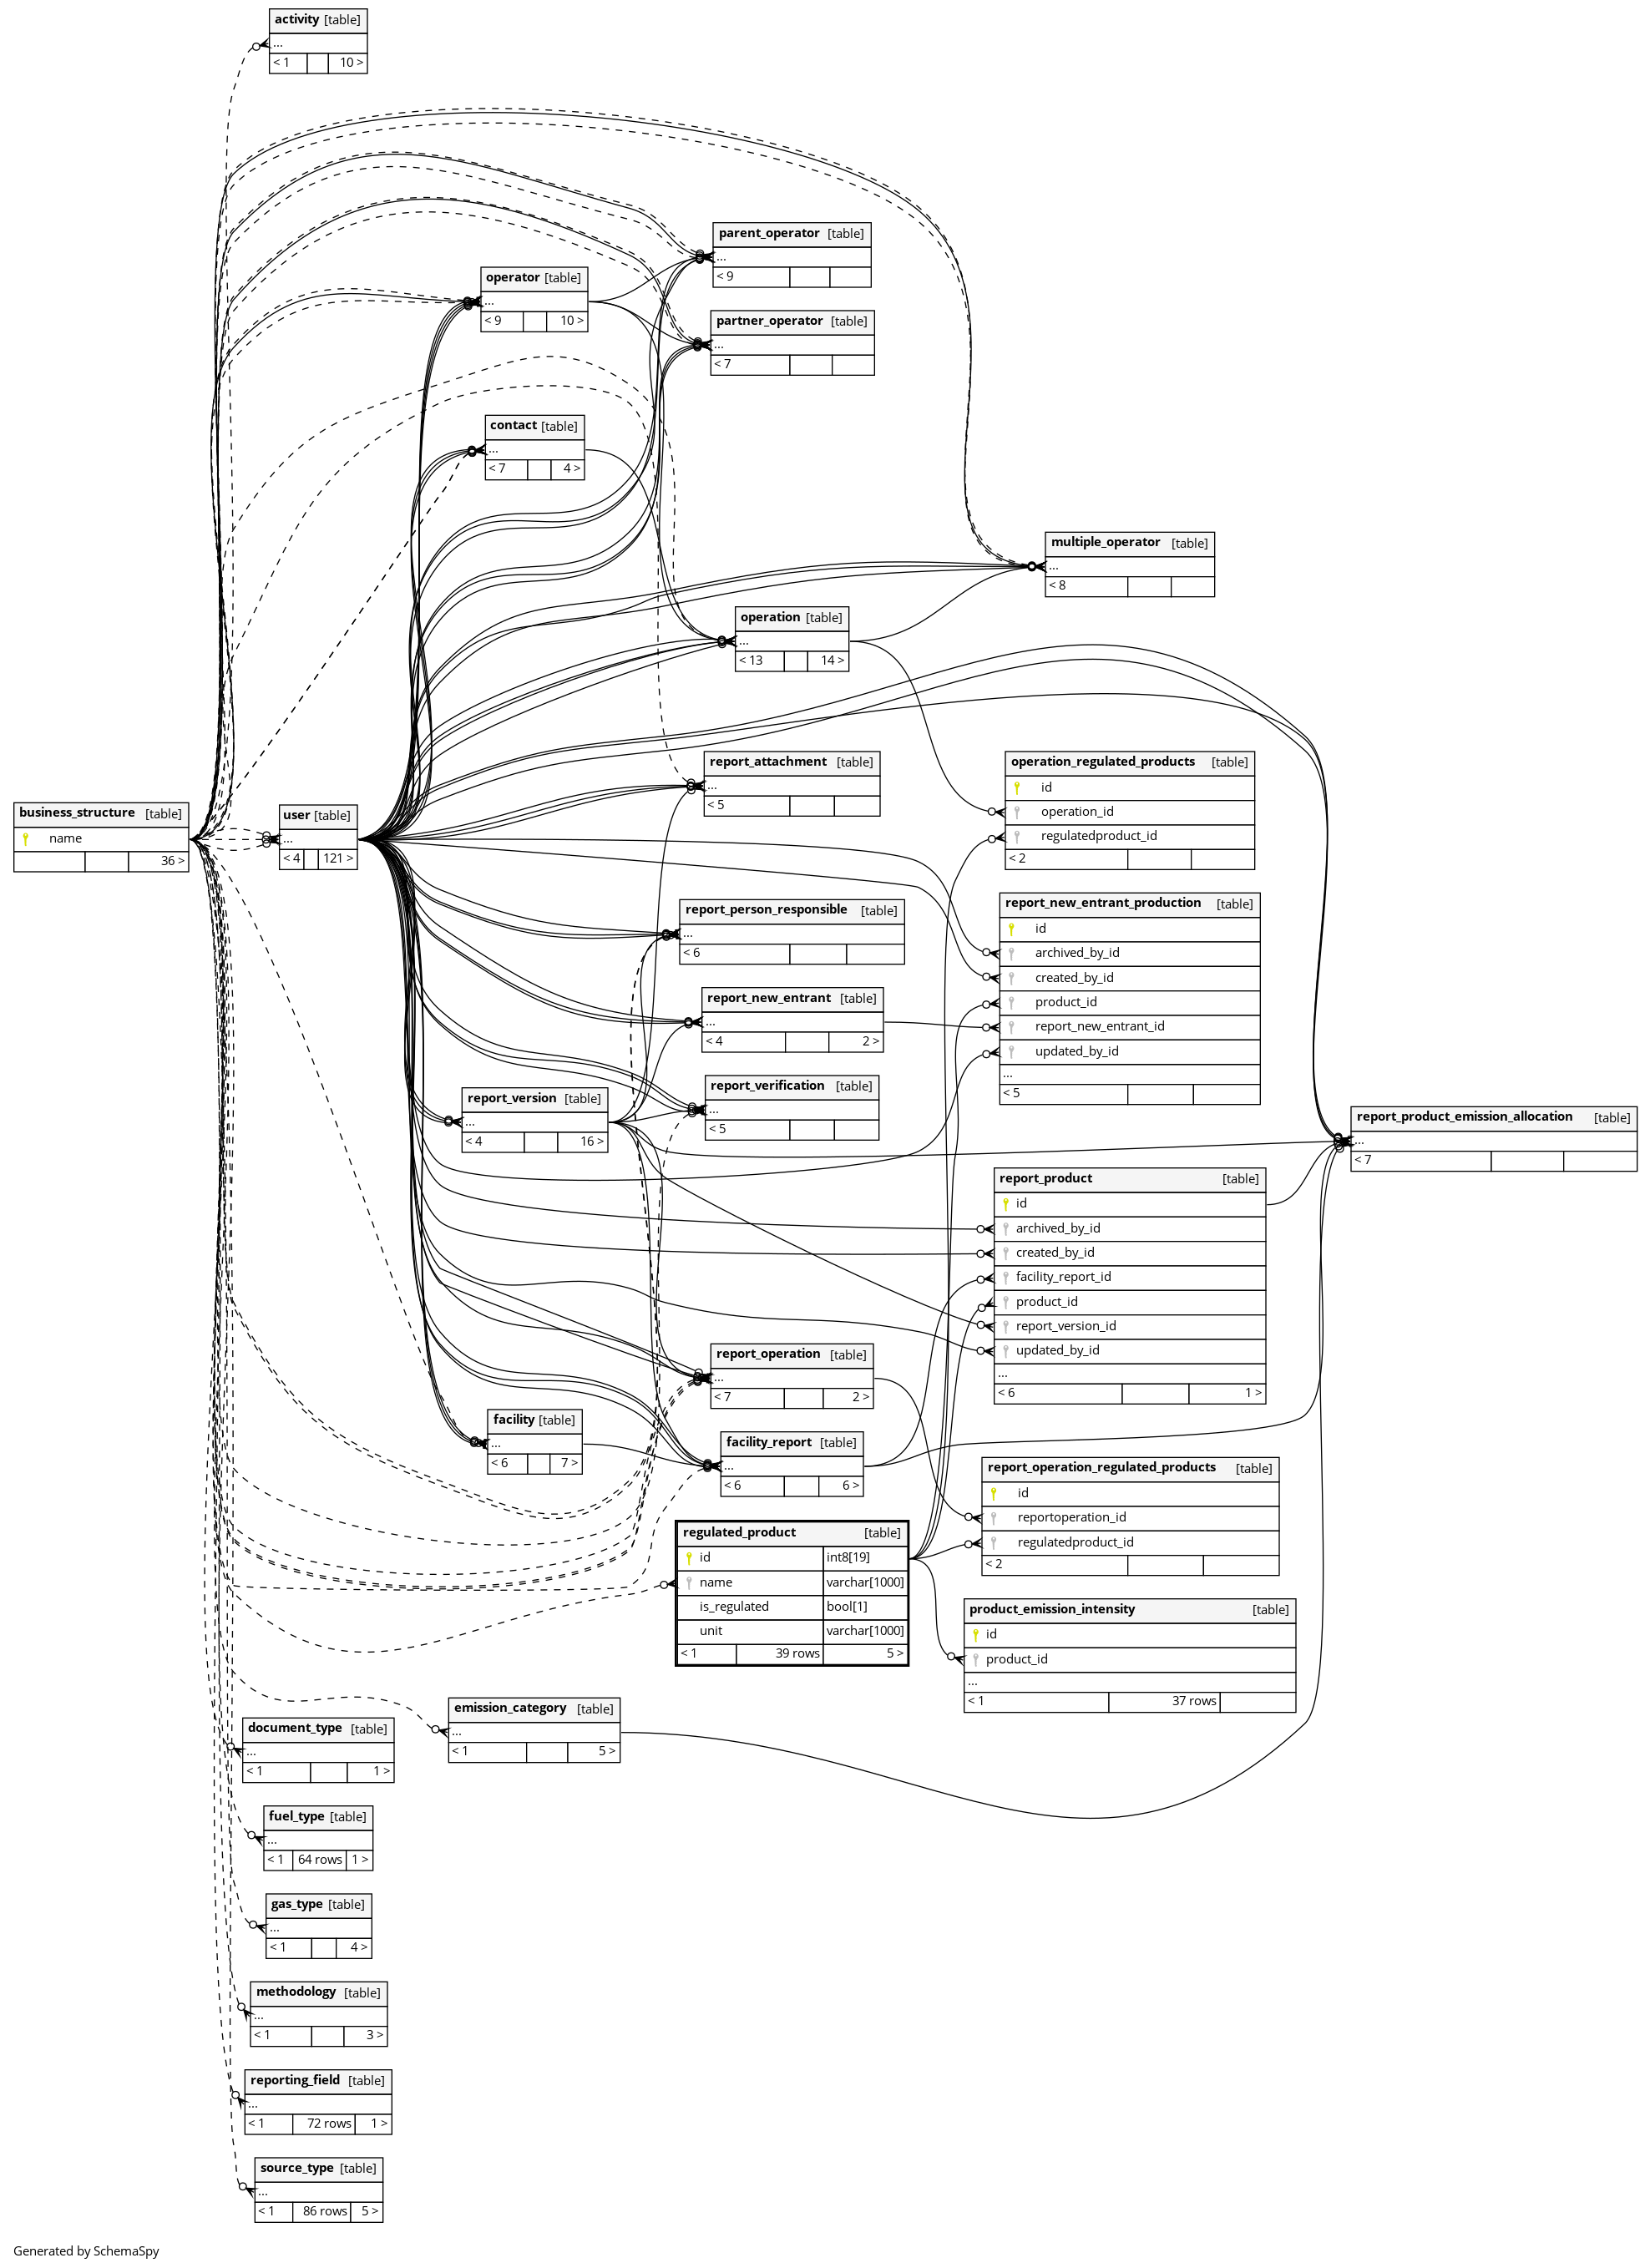 activity [table]
...
< 1 10 >
parent_operator [table]
...
< 9
operator [table]
...
< 9 10 >
partner_operator [table]
...
< 7
contact [table]
...
< 7 4 >
multiple_operator [table]
...
< 8
operation [table]
...
< 13 14 >
report_attachment [table]
...
< 5
operation_regulated_products [table]
id
operation_id
regulatedproduct_id
< 2
business_structure [table]
name
36 >
user [table]
...
< 4 121 >
report_person_responsible [table]
...
< 6
report_new_entrant_production [table]
id
archived_by_id
created_by_id
product_id
report_new_entrant_id
updated_by_id
...
< 5
report_new_entrant [table]
...
< 4 2 >
report_verification [table]
...
< 5
report_version [table]
...
< 4 16 >
report_product_emission_allocation [table]
...
< 7
report_product [table]
id
archived_by_id
created_by_id
facility_report_id
product_id
report_version_id
updated_by_id
...
< 6 1 >
report_operation [table]
...
< 7 2 >
facility [table]
...
< 6 7 >
facility_report [table]
...
< 6 6 >
report_operation_regulated_products [table]
id
reportoperation_id
regulatedproduct_id
< 2
regulated_product [table]
id int8[19]
name varchar[1000]
is_regulated bool[1]
unit varchar[1000]
< 1 39 rows 5 >
product_emission_intensity [table]
id
product_id
...
< 1 37 rows
emission_category [table]
...
< 1 5 >
document_type [table]
...
< 1 1 >
fuel_type [table]
...
< 1 64 rows 1 >
gas_type [table]
...
< 1 4 >
methodology [table]
...
< 1 3 >
reporting_field [table]
...
< 1 72 rows 1 >
source_type [table]
...
< 1 86 rows 5 >
Generated by SchemaSpy